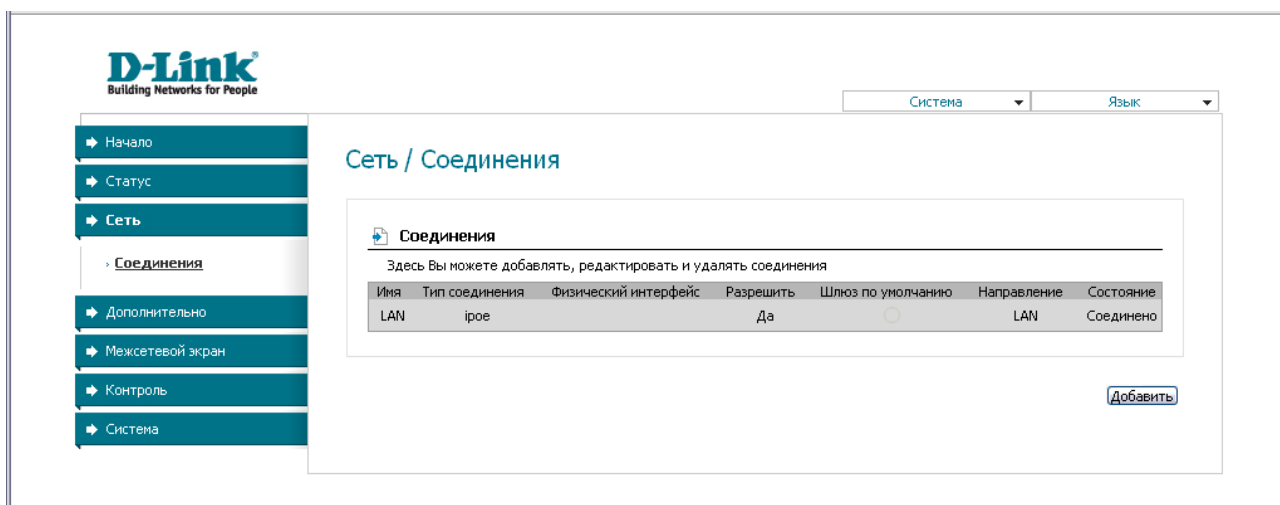 D-Link
Building Networks for People
Система Язык
Начало
Статус
Сеть
Соединения
Дополнительно
Межсетевой экран
Контроль
Система
Сеть / Соединения
Соединения
Здесь Вы можете добавлять, редактировать и удалять соединения
Имя Тип соединения Физический интерфейс Разрешить Шлюз по умолчанию Направление Состояние
LAN ipoe Да LAN Соединено
Добавить